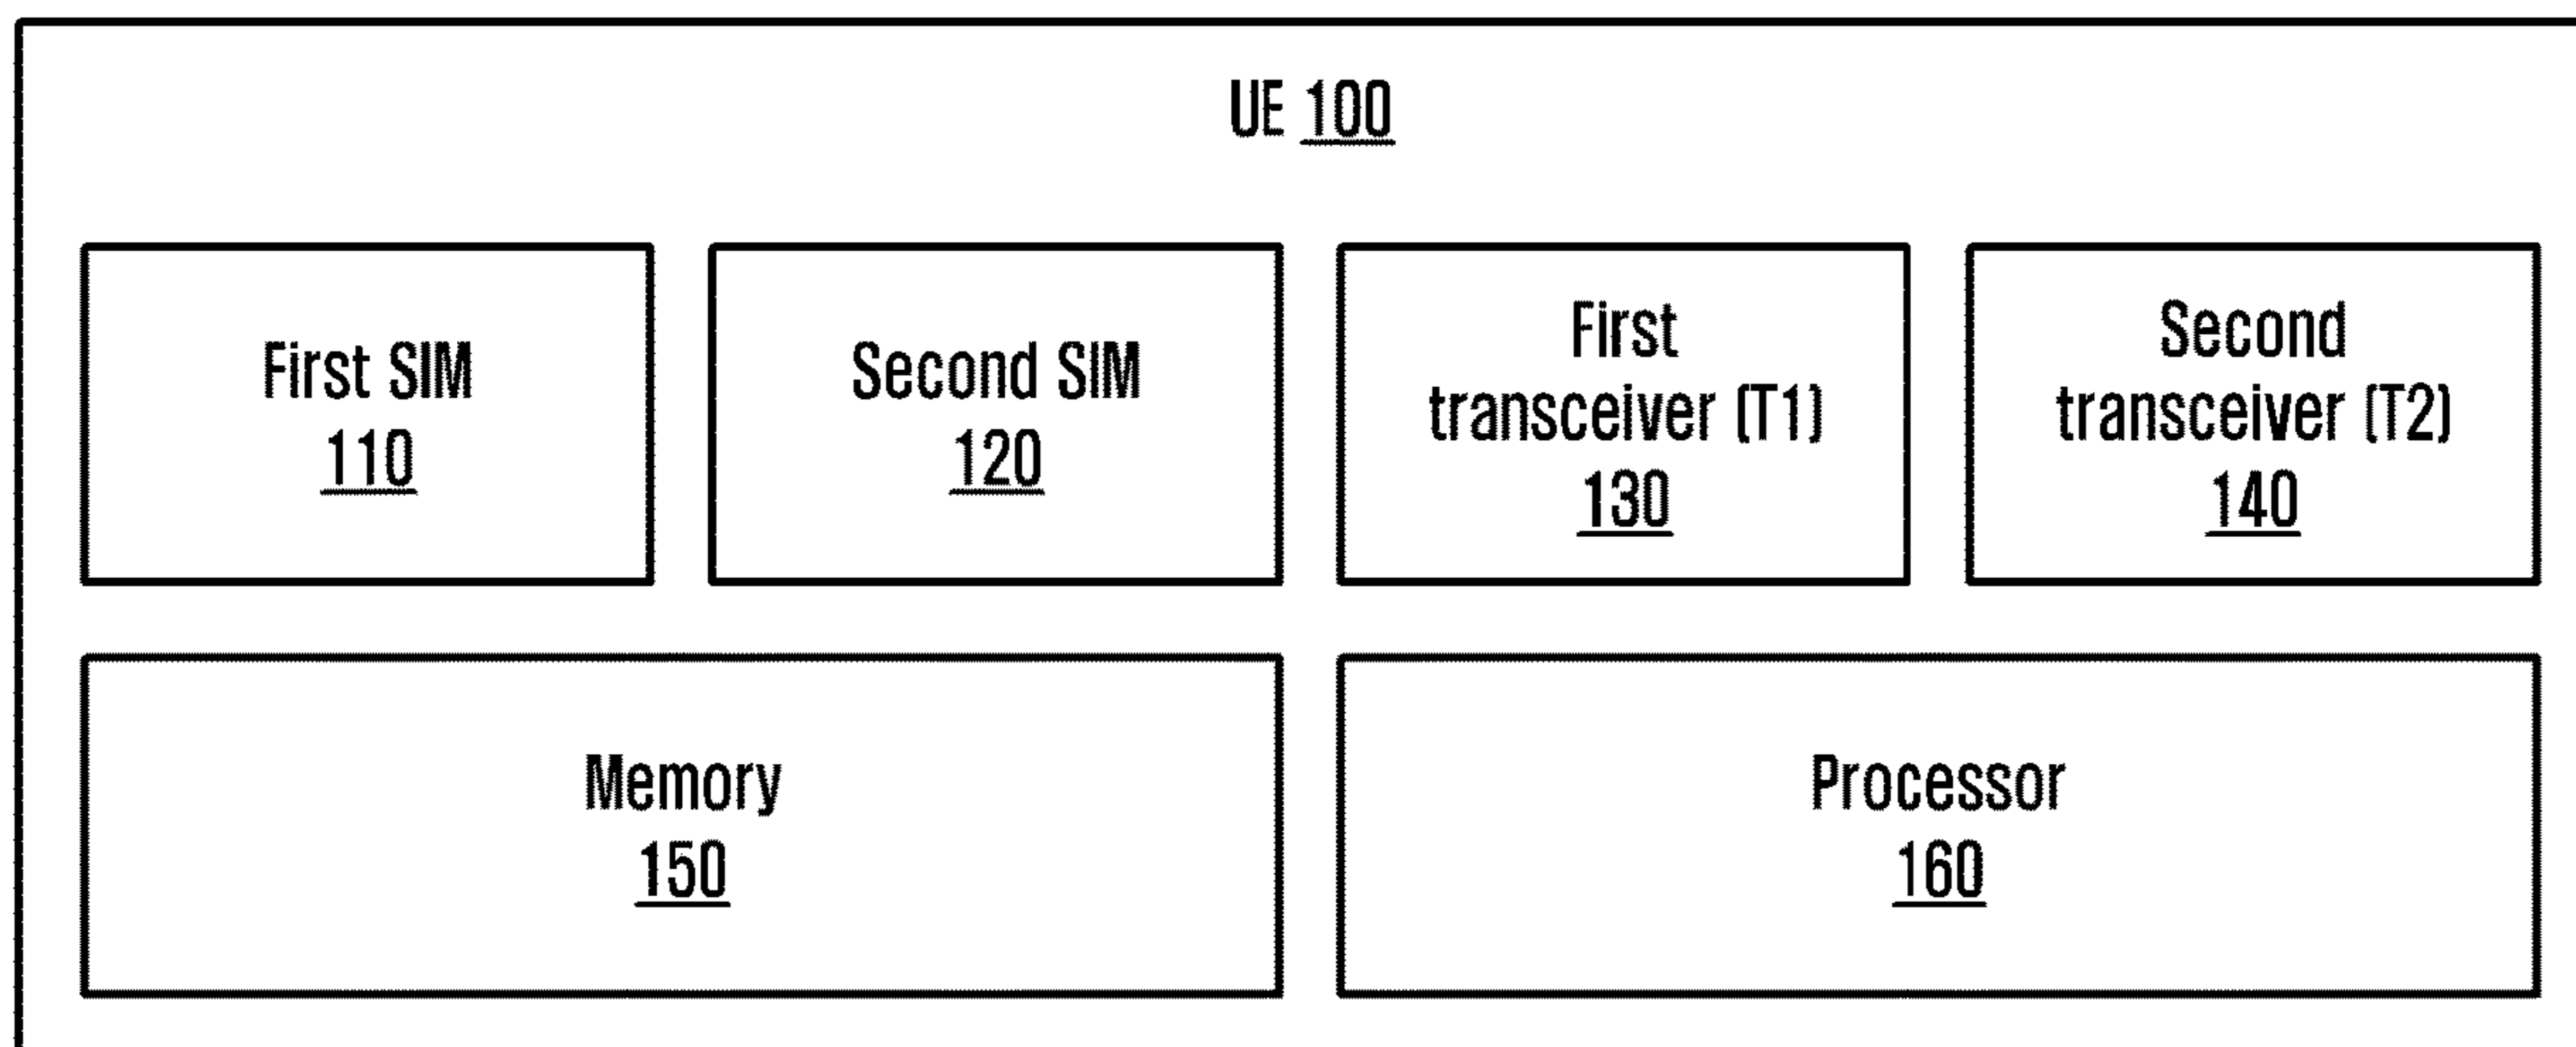 UE 100
First SIM
110
Second SIM
120
First
transceiver (T1)
130
Second
transceiver (T2)
140
Memory
150
Processor
160